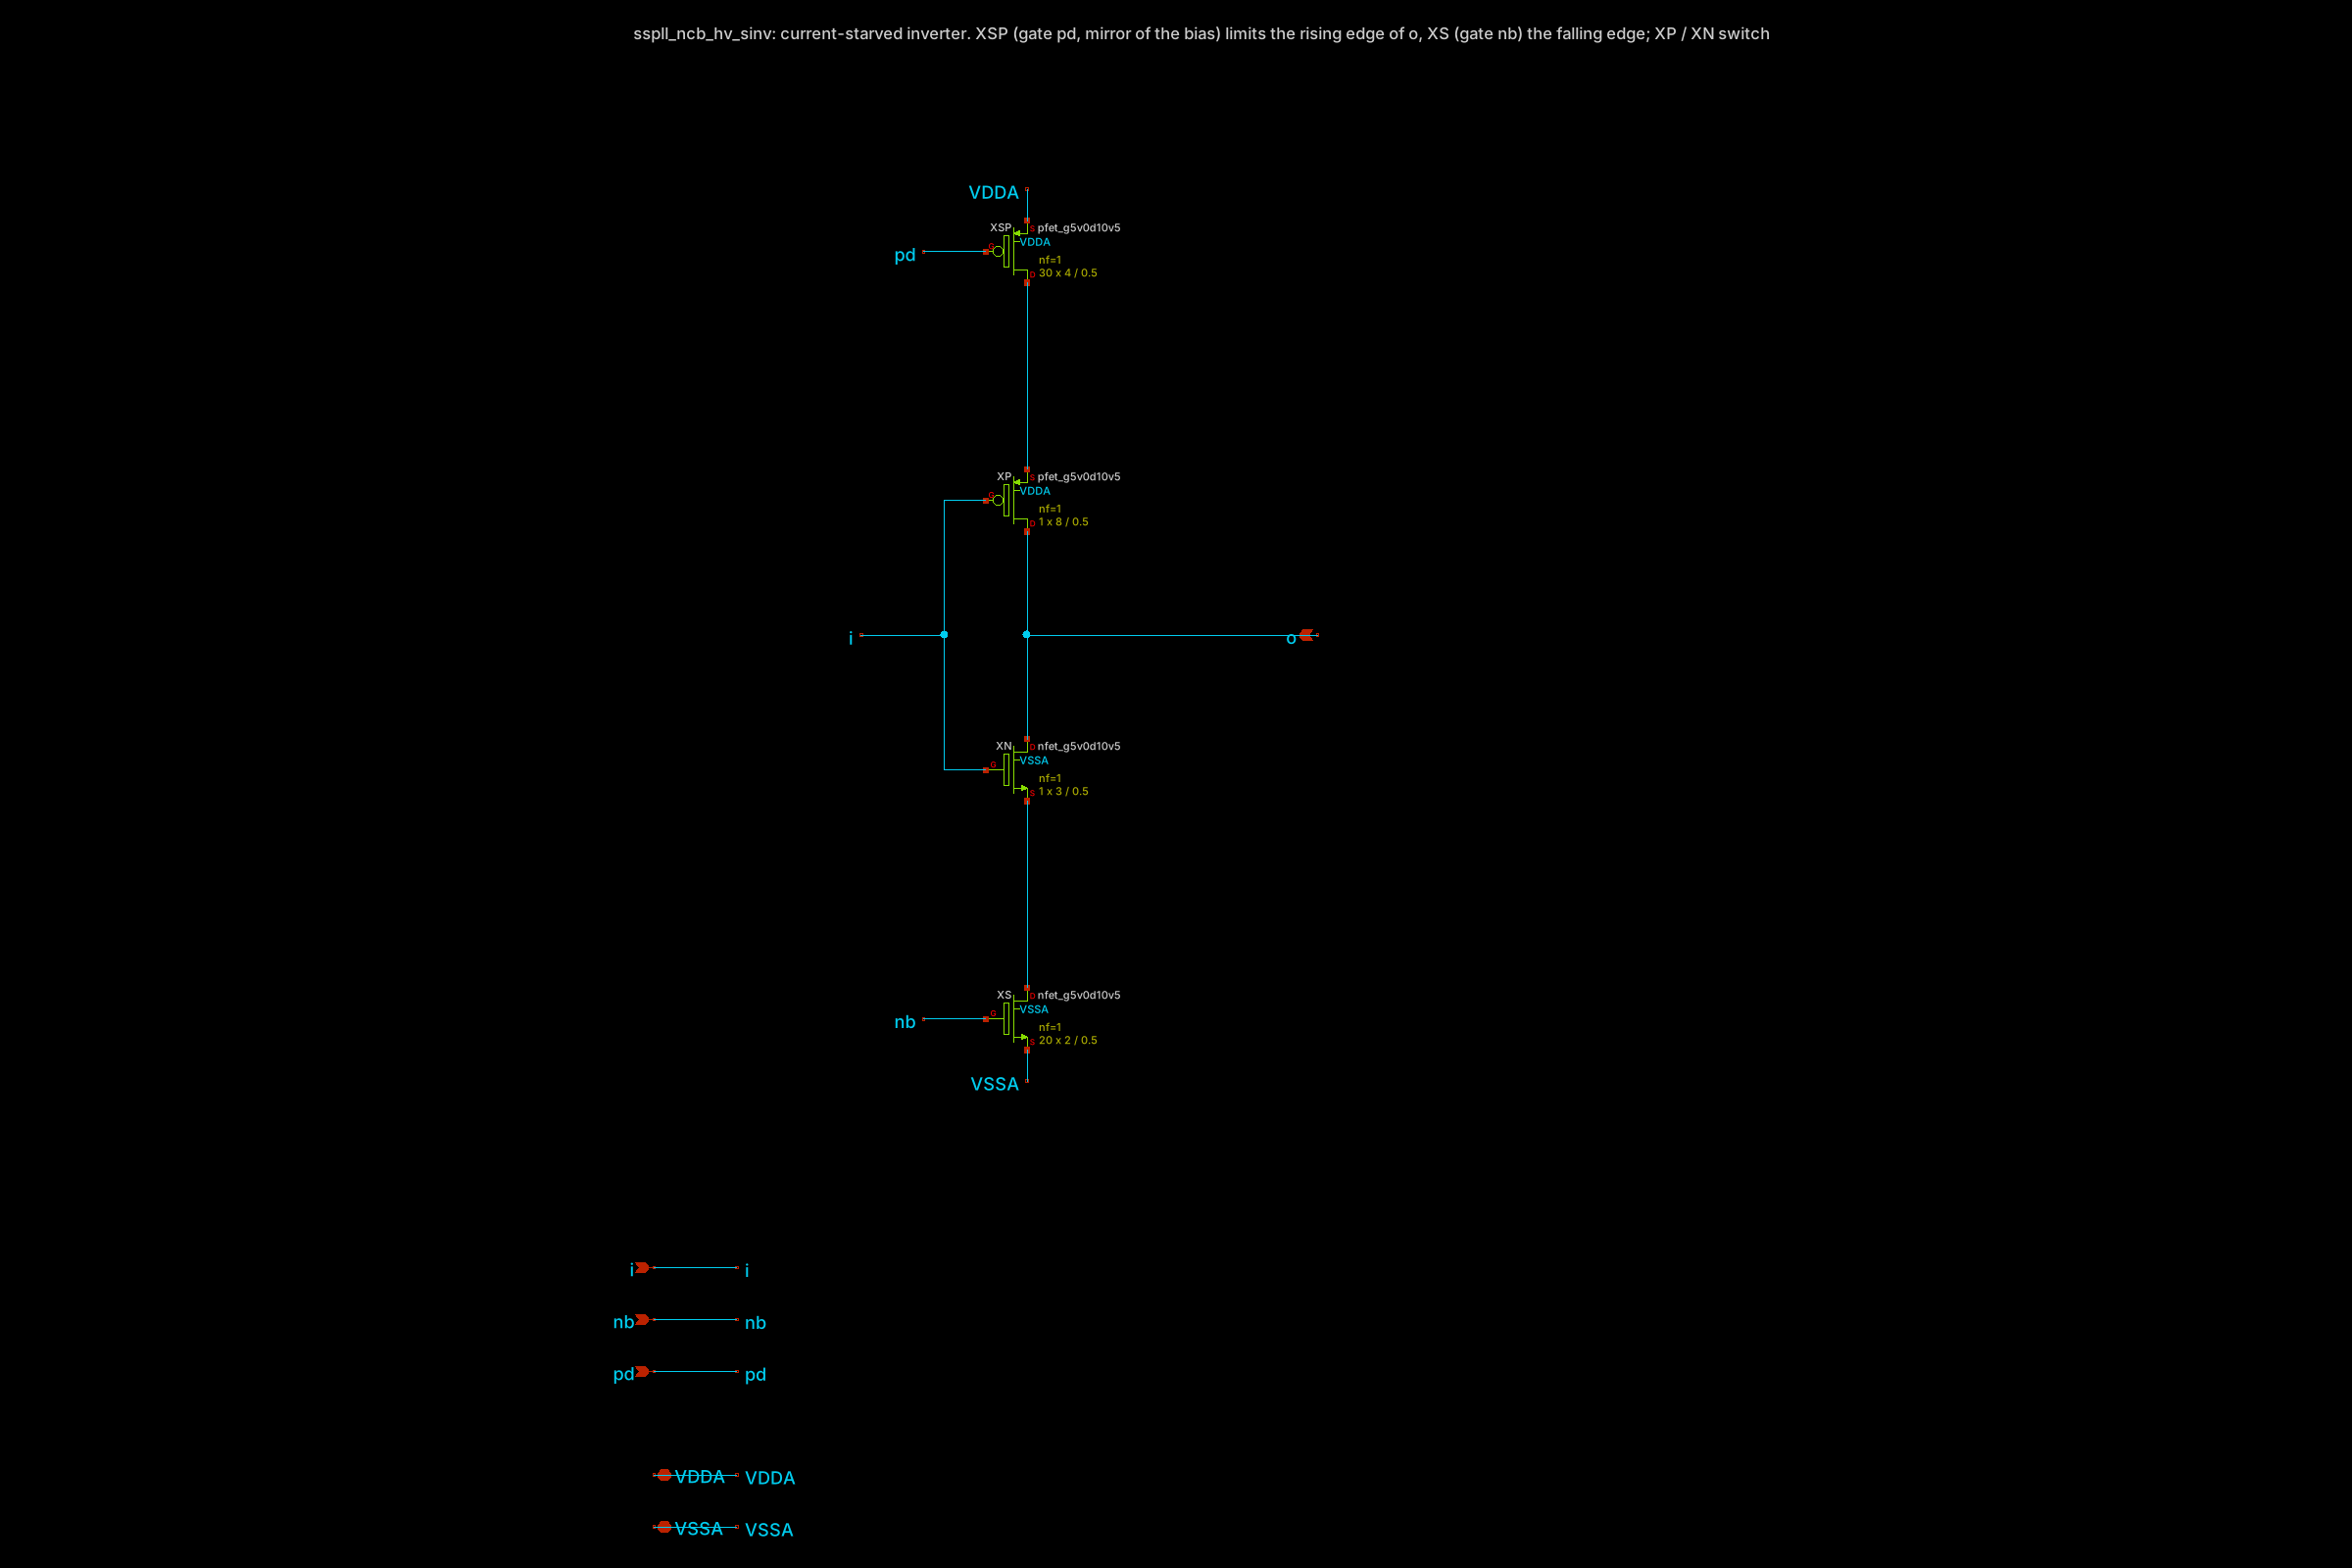 sspll_ncb_hv_sinv: current-starved inverter. XSP (gate pd, mirror of the bias) limits the rising edge of o, XS (gate nb) the falling edge; XP / XN switch
VDDA
XSP
S
pfet_g5v0d10v5
VDDA
pd
G
nf=1
D
30 x 4 / 0.5
XP
S
pfet_g5v0d10v5
VDDA
G
nf=1
D
1 x 8 / 0.5
i
o
XN
D
nfet_g5v0d10v5
VSSA
G
nf=1
S
1 x 3 / 0.5
XS
D
nfet_g5v0d10v5
VSSA
nb
G
nf=1
S
20 x 2 / 0.5
VSSA
i i
nb nb
pd pd
VDDA VDDA
VSSA VSSA